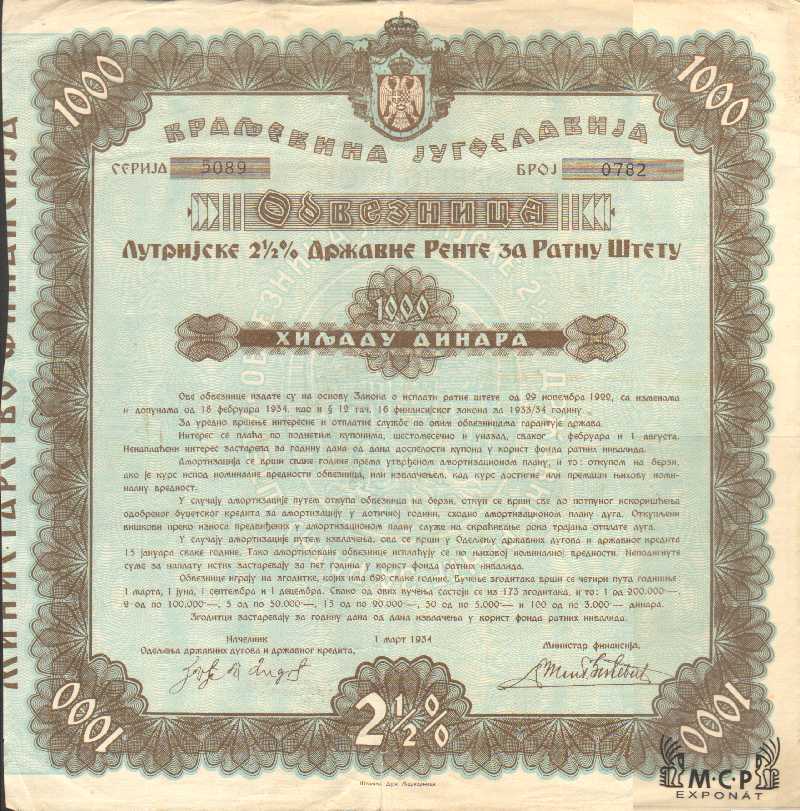 1000
1000
КРАЉЕВИНА ЈУГОСЛАВИЈА
СЕРИЈА 5089
БРОЈ 0782
ОБВЕЗНИЦА
ЛУТРИЈСКЕ 2½% ДРЖАВНЕ РЕНТЕ ЗА РАТНУ ШТЕТУ
1000
ХИЉАДУ ДИНАРА
Ове обвезнице издате су на основу Закона о исплати ратне штете од 29 новембра 1922, са изменама
и допунама од 18 фебруара 1934, као и § 12 тач. 16 финансиског закона за 1933/34 годину.
За уредно вршење интересне и отплатне службе по овим обвезницама гарантује држава.
Интерес се плаћа по поднетим купонима, шестомесечно и уназад, сваког фебруара и 1 августа.
Ненаплаћени интерес застарева за годину дана од дана доспелости купона у корист фонда ратних инвалида.
Амортизација се врши сваке године према утврђеном амортизационом плану, и то: откупом на берзи,
ако је курс испод номиналне вредности обвезница, или извлачењем, кад курс достигне или премаши њихову номи-
налну вредност.
У случају амортизације путем откупа обвезница на берзи, откуп се врши све до потпуног искоришћења
одобреног буџетског кредита за амортизацију у дотичној години, сходно амортизационом плану дуга. Откупљени
вишкови преко износа предвиђених у амортизационом плану служе на скраћивање рока трајања отплате дуга.
У случају амортизације путем извлачења, ова се врши у Одељењу државних дугова и државног кредита
15 јануара сваке године. Тако амортизоване обвезнице исплаћују се по њиховој номиналној вредности. Неподигнуте
суме за наплату истих застаревају за пет година у корист фонда ратних инвалида.
Обвезнице играју на згодитке, којих има 692 сваке године. Вучење згодитака врши се четири пута годишње
1 марта, 1 јуна, 1 септембра и 1 децембра. Свако од ових вучења састоји се из 173 згодитака, и то: 1 од 200.000·—,
2 од по 100.000·—, 5 од по 50.000·—, 15 од по 20.000·—, 50 од по 5.000·— и 100 од по 3.000·— динара.
Згодитци застаревају за годину дана од дана извлачења у корист фонда ратних инвалида.
Начелник
Одељења државних дугова и државног кредита,
1 март 1934
Министар финансија,
1000
2½%
1000
M·C·P
EXPONAT